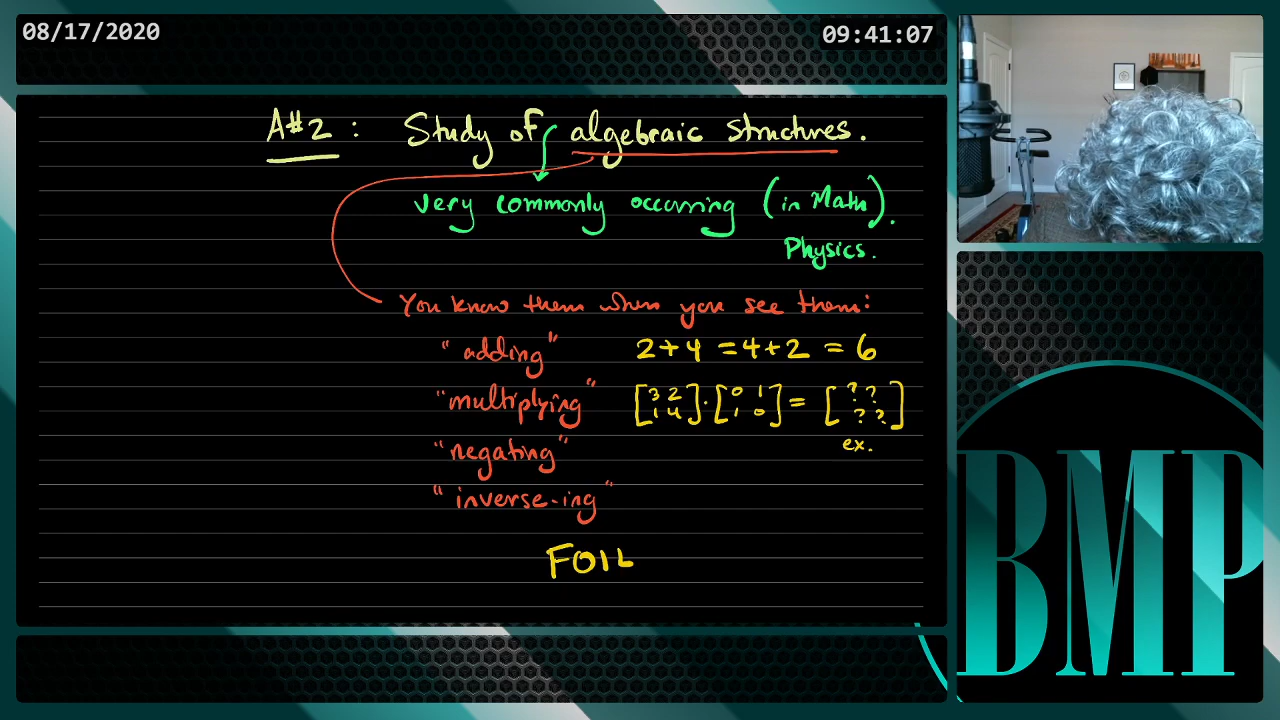 08/17/2020
09:41:07
A#2 : Study of algebraic structures.
very commonly occurring (in Math).
Physics.
You know them when you see them:
"adding" 2+4 = 4+2 = 6
"multiplying" [3 2 1 4] · [0 1 1 0] = [? ? ? ?]
ex.
"negating"
"inverse-ing"
FOIL
BMP